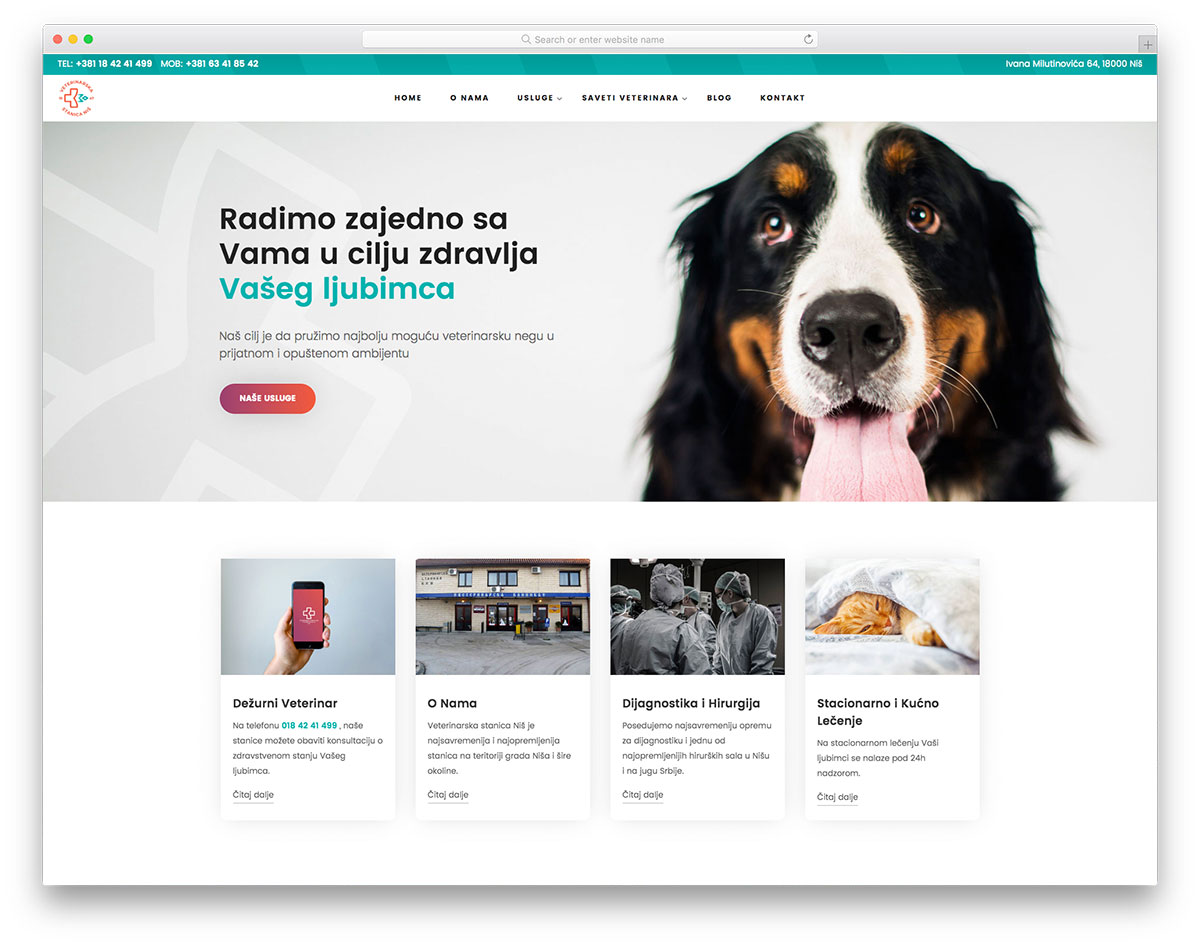 Search or enter website name
TEL: +381 18 42 41 499 MOB: +381 63 41 85 42
Ivana Milutinovića 64, 18000 Niš
VETERINARSKA
STANICA NIŠ
HOME
O NAMA
USLUGE
SAVETI VETERINARA
BLOG
KONTAKT
Radimo zajedno sa
Vama u cilju zdravlja
Vašeg ljubimca
Naš cilj je da pružimo najbolju moguću veterinarsku negu u
prijatnom i opuštenom ambijentu
NAŠE USLUGE
Dežurni Veterinar
Na telefonu 018 42 41 499 , naše
stanice možete obaviti konsultaciju o
zdravstvenom stanju Vašeg
ljubimca.
Čitaj dalje
O Nama
Veterinarska stanica Niš je
najsavremenija i najopremljenija
stanica na teritoriji grada Niša i šire
okoline.
Čitaj dalje
Dijagnostika i Hirurgija
Posedujemo najsavremeniju opremu
za dijagnostiku i jednu od
najopremljenijih hirurških sala u Nišu
i na jugu Srbije.
Čitaj dalje
Stacionarno i Kućno
Lečenje
Na stacionarnom lečenju Vaši
ljubimci se nalaze pod 24h
nadzorom.
Čitaj dalje